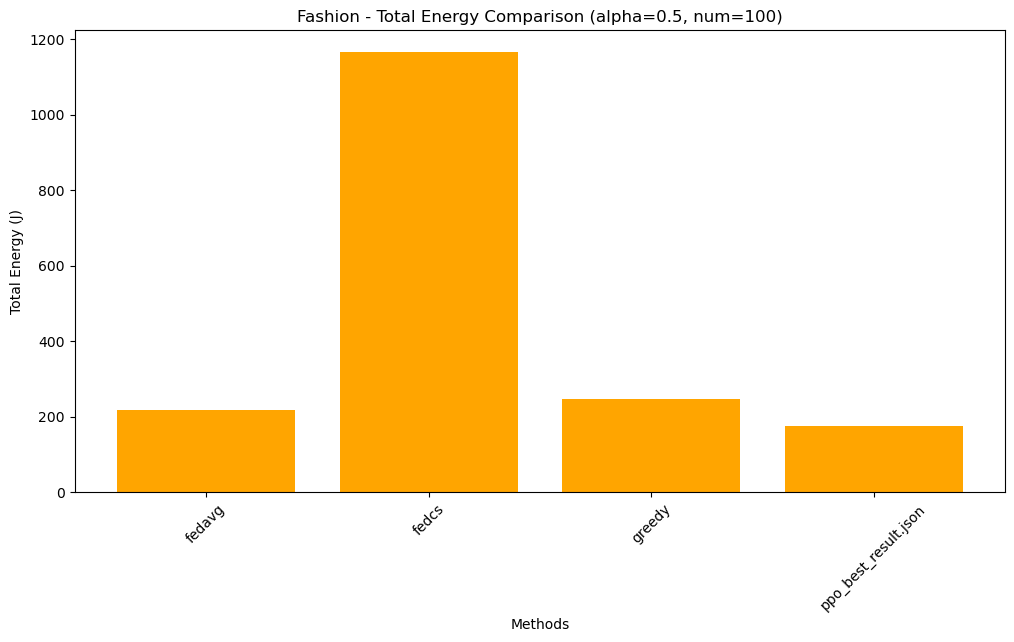 Fashion - Total Energy Comparison (alpha=0.5, num=100)
Total Energy (J)
1200
1000
800
600
400
200
0
fedavg
fedcs
greedy
ppo_best_result.json
Methods